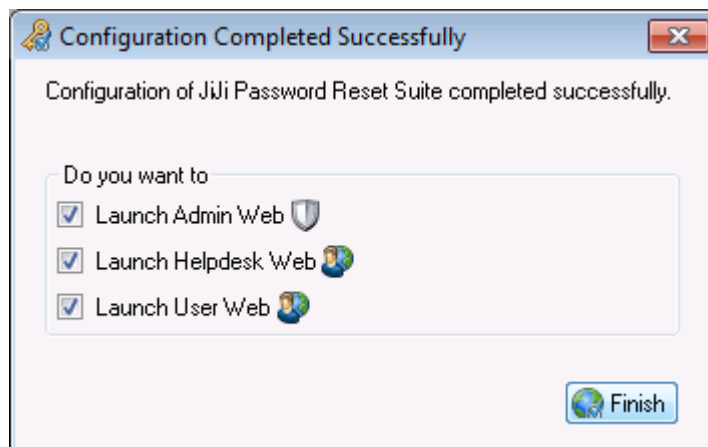 Configuration Completed Successfully
Configuration of JiJi Password Reset Suite completed successfully.
Do you want to
Launch Admin Web
Launch Helpdesk Web
Launch User Web
Finish